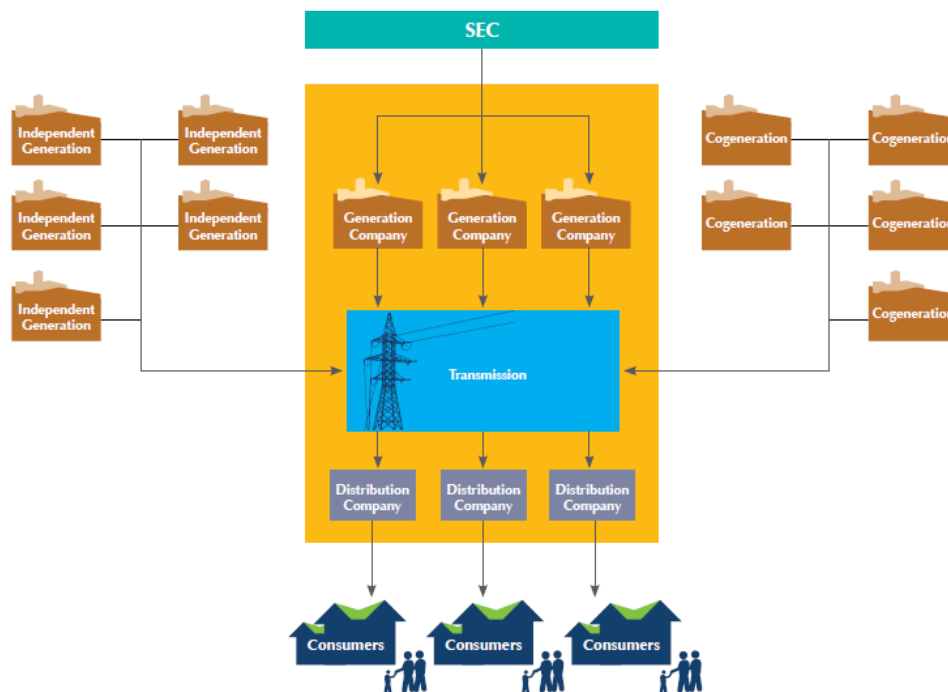 SEC
Independent
Generation
Independent
Generation
Cogeneration
Cogeneration
Independent
Generation
Independent
Generation
Generation
Company
Generation
Company
Generation
Company
Cogeneration
Cogeneration
Independent
Generation
Cogeneration
Transmission
Distribution
Company
Distribution
Company
Distribution
Company
Consumers
Consumers
Consumers